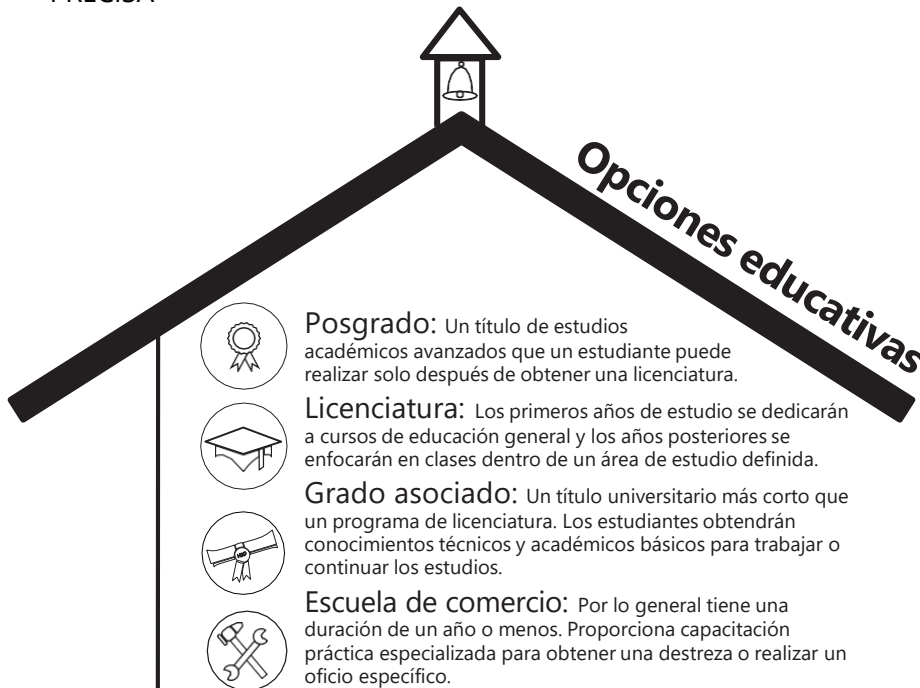 PRECISA
Opciones educativas
Posgrado: Un título de estudios
académicos avanzados que un estudiante puede
realizar solo después de obtener una licenciatura.
Licenciatura: Los primeros años de estudio se dedicarán
a cursos de educación general y los años posteriores se
enfocarán en clases dentro de un área de estudio definida.
Grado asociado: Un título universitario más corto que
un programa de licenciatura. Los estudiantes obtendrán
conocimientos técnicos y académicos básicos para trabajar o
continuar los estudios.
Escuela de comercio: Por lo general tiene una
duración de un año o menos. Proporciona capacitación
práctica especializada para obtener una destreza o realizar un
oficio específico.